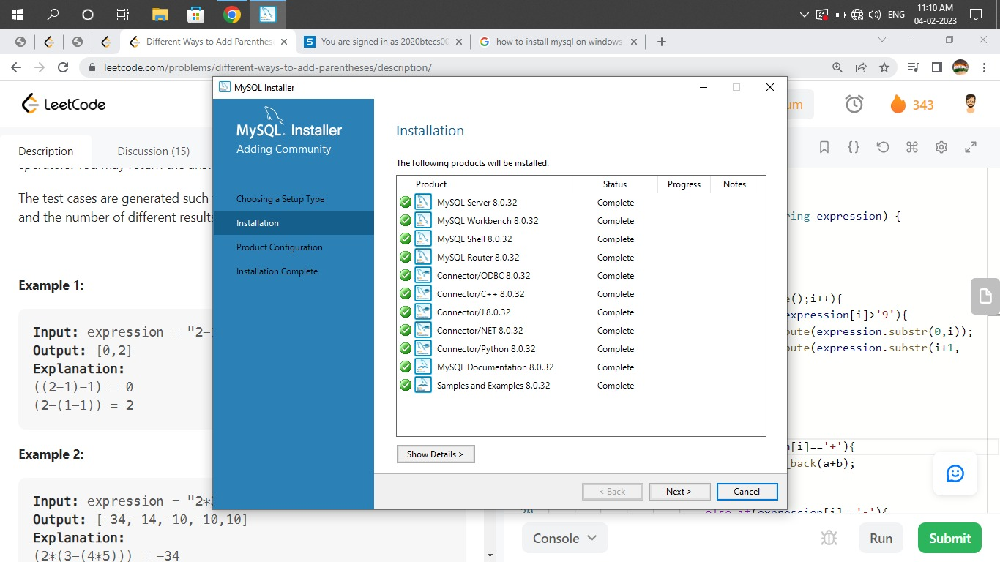 ENG
11:10 AM
04-02-2023
Different Ways to Add Parenthese
You are signed in as 2020btecs00
how to install mysql on windows
leetcode.com/problems/different-ways-to-add-parentheses/description/
LeetCode
um
343
Description
Discussion (15)
The test cases are generated such
and the number of different results
Example 1:
Input: expression = "2-1
Output: [0,2]
Explanation:
((2-1)-1) = 0
(2-(1-1)) = 2
Example 2:
Input: expression = "2*3
Output: [-34,-14,-10,-10,10]
Explanation:
(2*(3-(4*5))) = -34
MySQL Installer
MySQL. Installer
Adding Community
Choosing a Setup Type
Installation
Product Configuration
Installation Complete
Installation
The following products will be installed.
Product Status Progress Notes
MySQL Server 8.0.32 Complete
MySQL Workbench 8.0.32 Complete
MySQL Shell 8.0.32 Complete
MySQL Router 8.0.32 Complete
Connector/ODBC 8.0.32 Complete
Connector/C++ 8.0.32 Complete
Connector/J 8.0.32 Complete
Connector/NET 8.0.32 Complete
Connector/Python 8.0.32 Complete
MySQL Documentation 8.0.32 Complete
Samples and Examples 8.0.32 Complete
Show Details >
< Back
Next >
Cancel
ring expression) {
e();i++){
expression[i]>'9'){
pute(expression.substr(0,i));
pute(expression.substr(i+1,
n[i]=='+'){
_back(a+b);
else if(expression[i]=='-'){
Console
Run
Submit